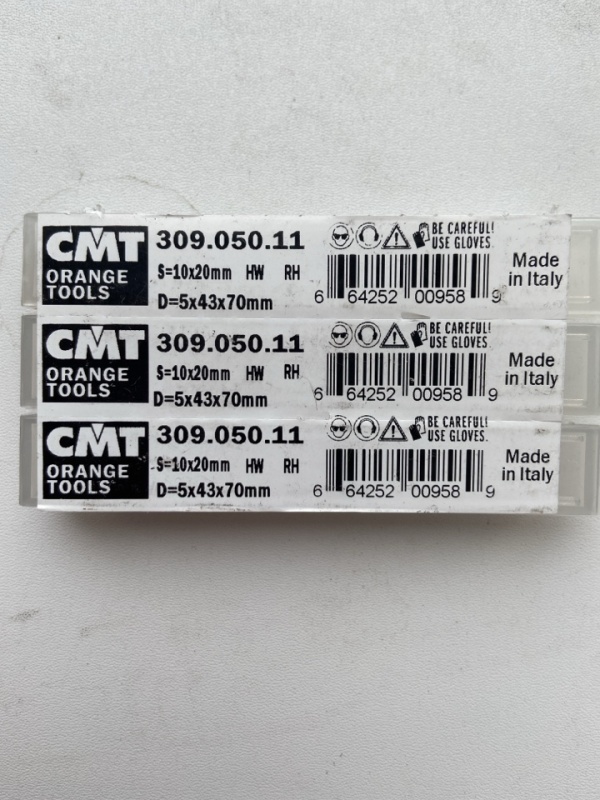 CMT
ORANGE
TOOLS
309.050.11
S=10x20mm HW RH
D=5x43x70mm
BE CAREFUL!
USE GLOVES.
6 64252 00958 9
Made
in Italy
CMT
ORANGE
TOOLS
309.050.11
S=10x20mm HW RH
D=5x43x70mm
BE CAREFUL!
USE GLOVES.
6 64252 00958 9
Made
in Italy
CMT
ORANGE
TOOLS
309.050.11
S=10x20mm HW RH
D=5x43x70mm
BE CAREFUL!
USE GLOVES.
6 64252 00958 9
Made
in Italy